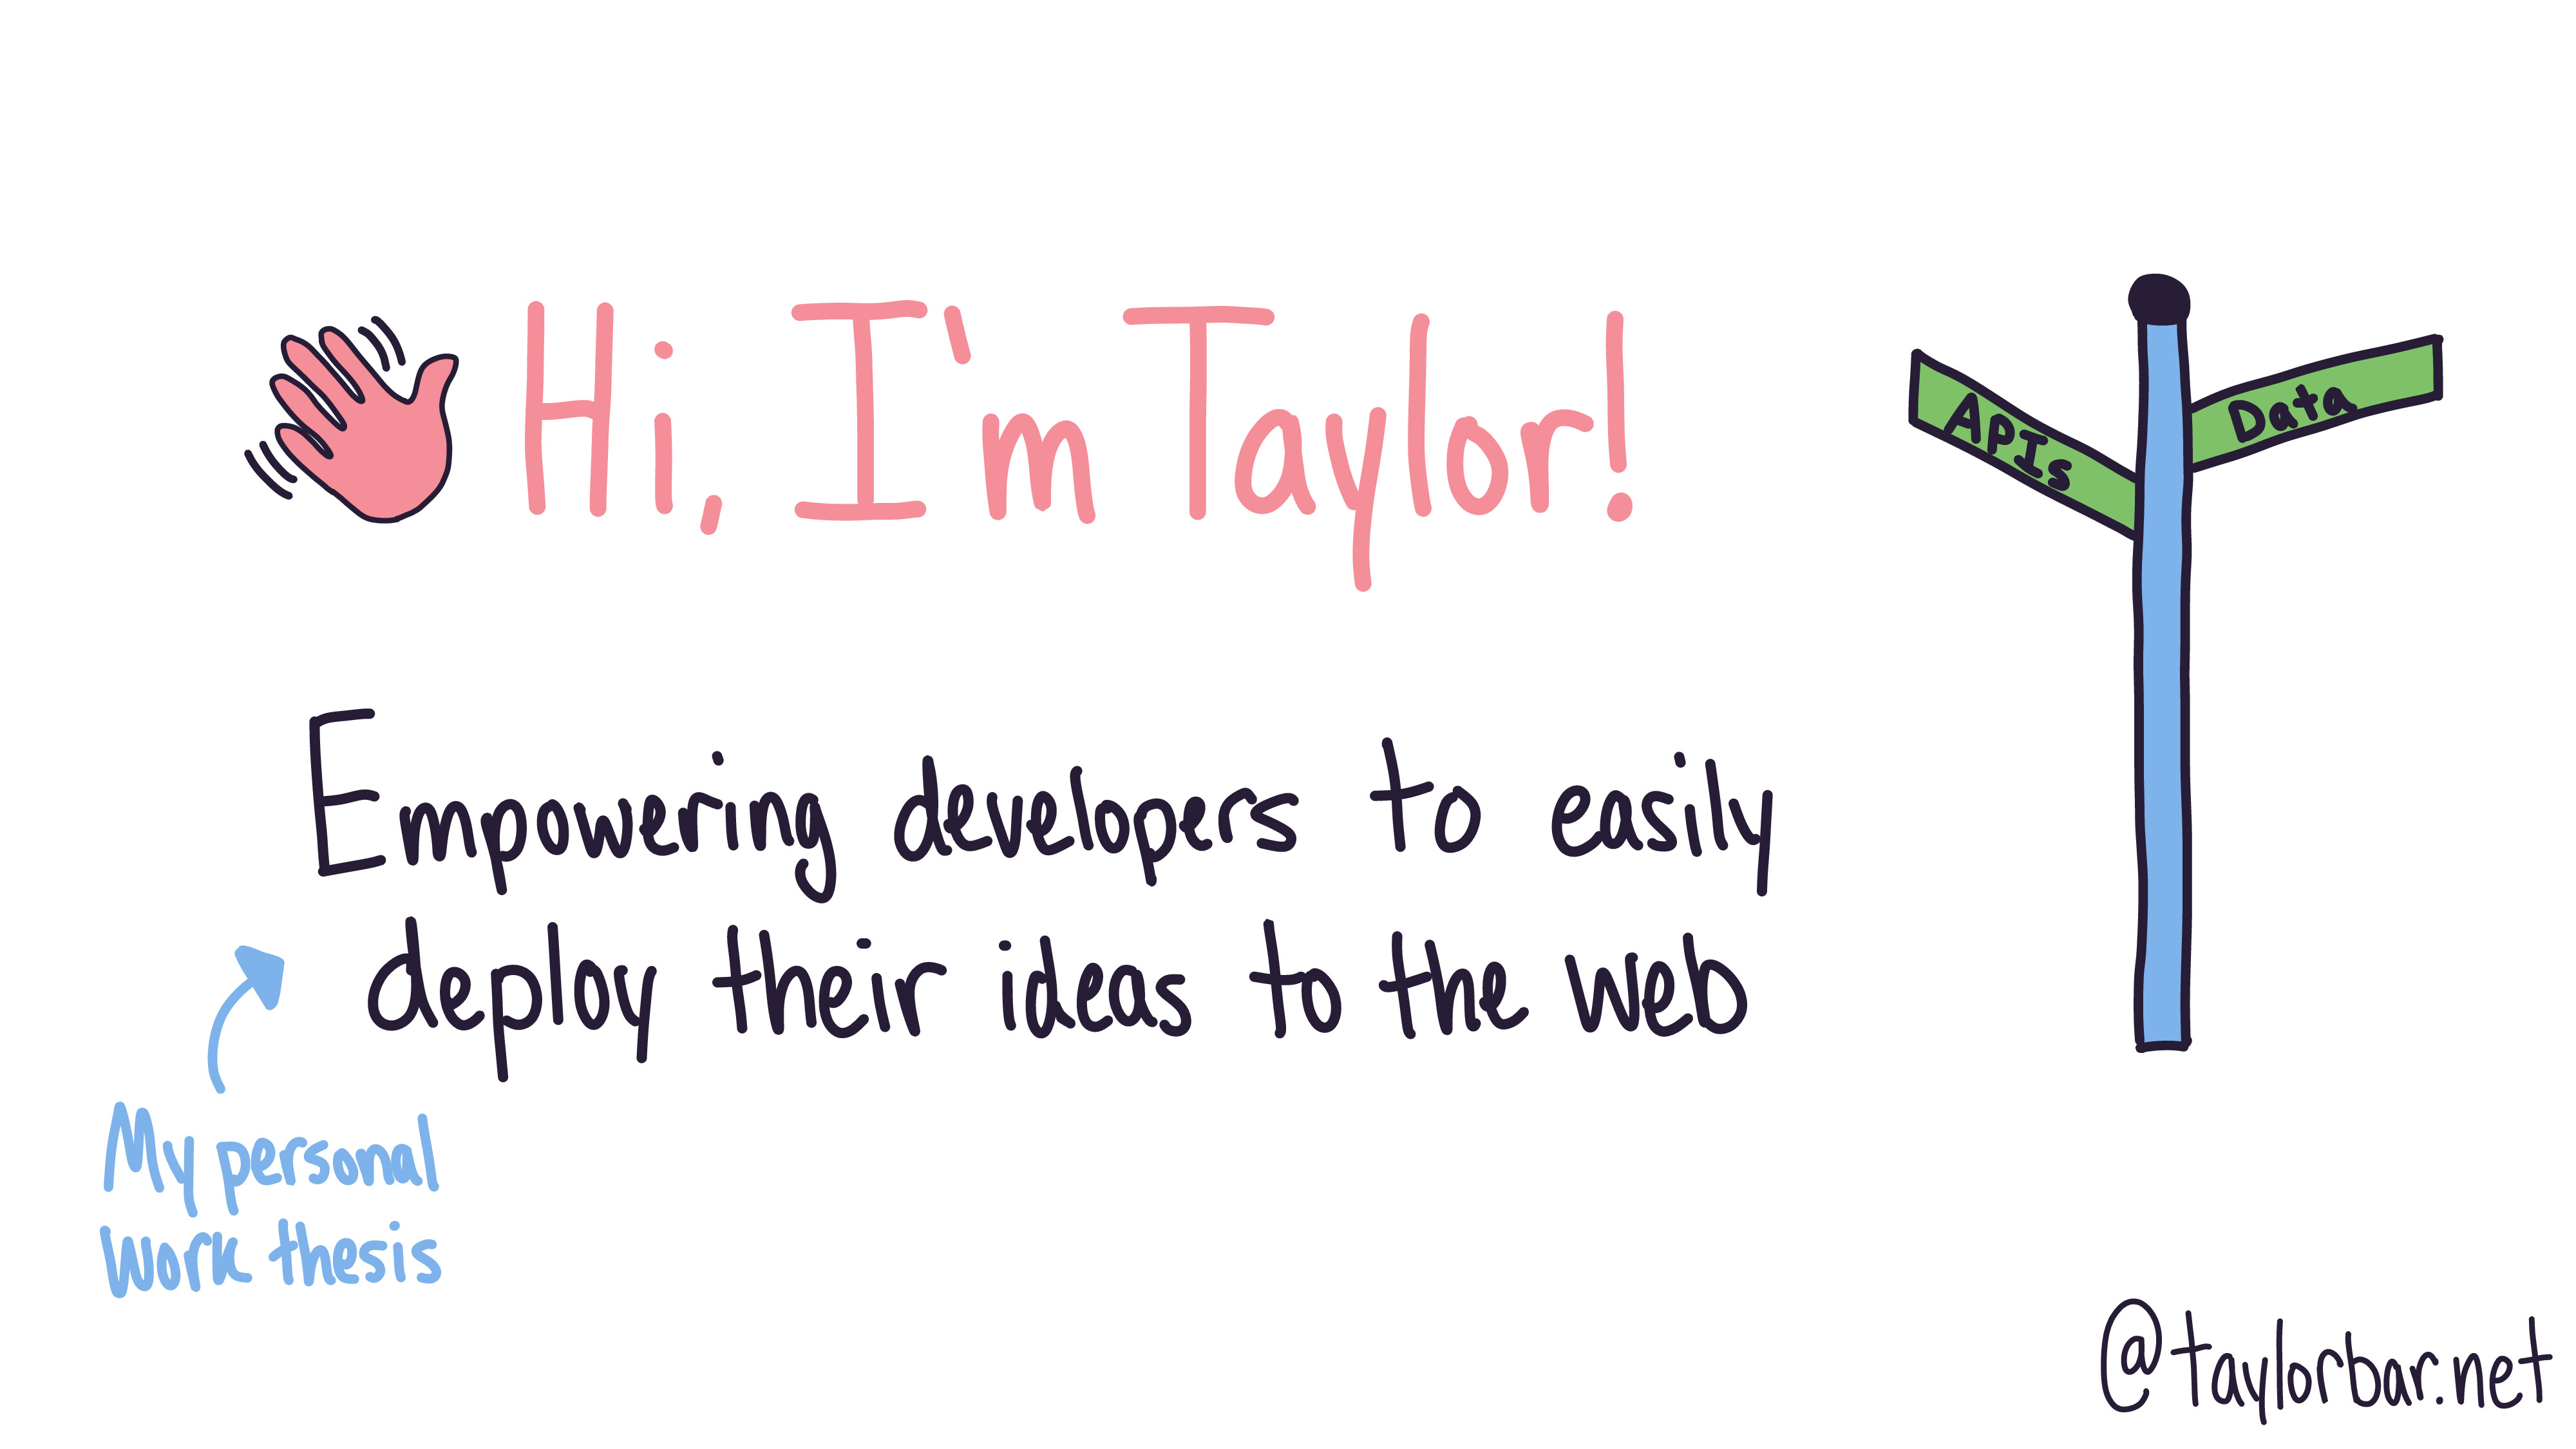 Hi, I'm Taylor!
APIs
Data
Empowering developers to easily
deploy their ideas to the web
My personal
work thesis
@taylorbar.net